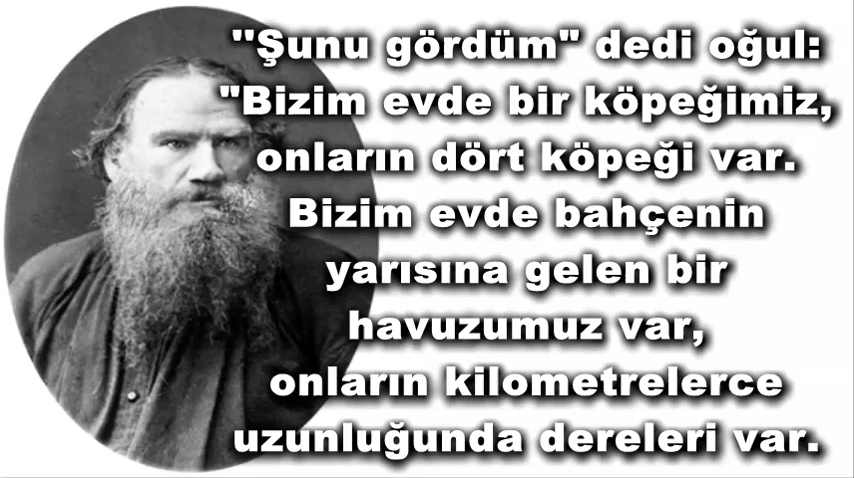 "Şunu gördüm" dedi oğul:
"Bizim evde bir köpeğimiz,
onların dört köpeği var.
Bizim evde bahçenin
yarısına gelen bir
havuzumuz var,
onların kilometrelerce
uzunluğunda dereleri var.